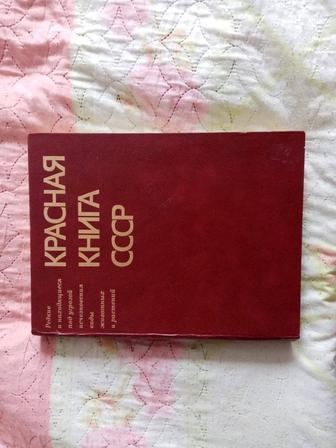 КРАСНАЯ
КНИГА
СССР
Редкие
и находящиеся
под угрозой
исчезновения
виды
животных
и растений